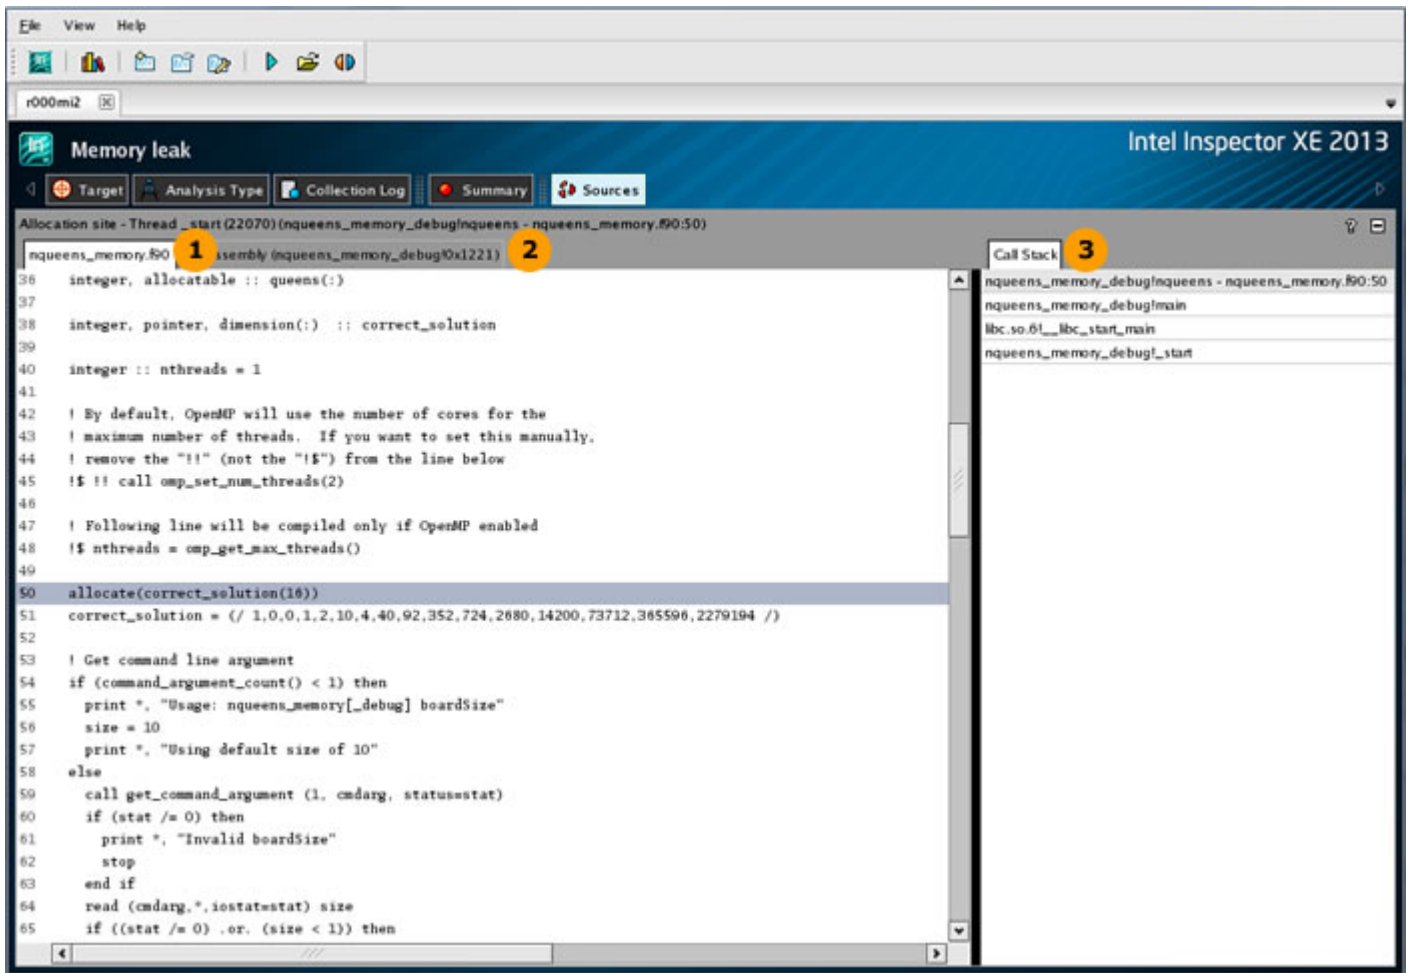 File View Help
r000mi2
Memory leak
Intel Inspector XE 2013
Target Analysis Type Collection Log Summary Sources
Allocation site - Thread _start (22070) (nqueens_memory_debug!nqueens - nqueens_memory.f90:50)
nqueens_memory.f90 1 ssembly (nqueens_memory_debug!0x1221) 2
Call Stack 3
36 integer, allocatable :: queens(:)
37
38 integer, pointer, dimension(:) :: correct_solution
39
40 integer :: nthreads = 1
41
42 ! By default, OpenMP will use the number of cores for the
43 ! maximum number of threads. If you want to set this manually,
44 ! remove the "!!" (not the "!$") from the line below
45 !$ !! call omp_set_num_threads(2)
46
47 ! Following line will be compiled only if OpenMP enabled
48 !$ nthreads = omp_get_max_threads()
49
50 allocate(correct_solution(16))
51 correct_solution = (/ 1,0,0,1,2,10,4,40,92,352,724,2680,14200,73712,365596,2279194 /)
52
53 ! Get command line argument
54 if (command_argument_count() < 1) then
55 print *, "Usage: nqueens_memory[_debug] boardSize"
56 size = 10
57 print *, "Using default size of 10"
58 else
59 call get_command_argument (1, cmdarg, status=stat)
60 if (stat /= 0) then
61 print *, "Invalid boardSize"
62 stop
63 end if
64 read (cmdarg,*,iostat=stat) size
65 if ((stat /= 0) .or. (size < 1)) then
nqueens_memory_debug!nqueens - nqueens_memory.f90:50
nqueens_memory_debug!main
libc.so.6!__libc_start_main
nqueens_memory_debug!_start